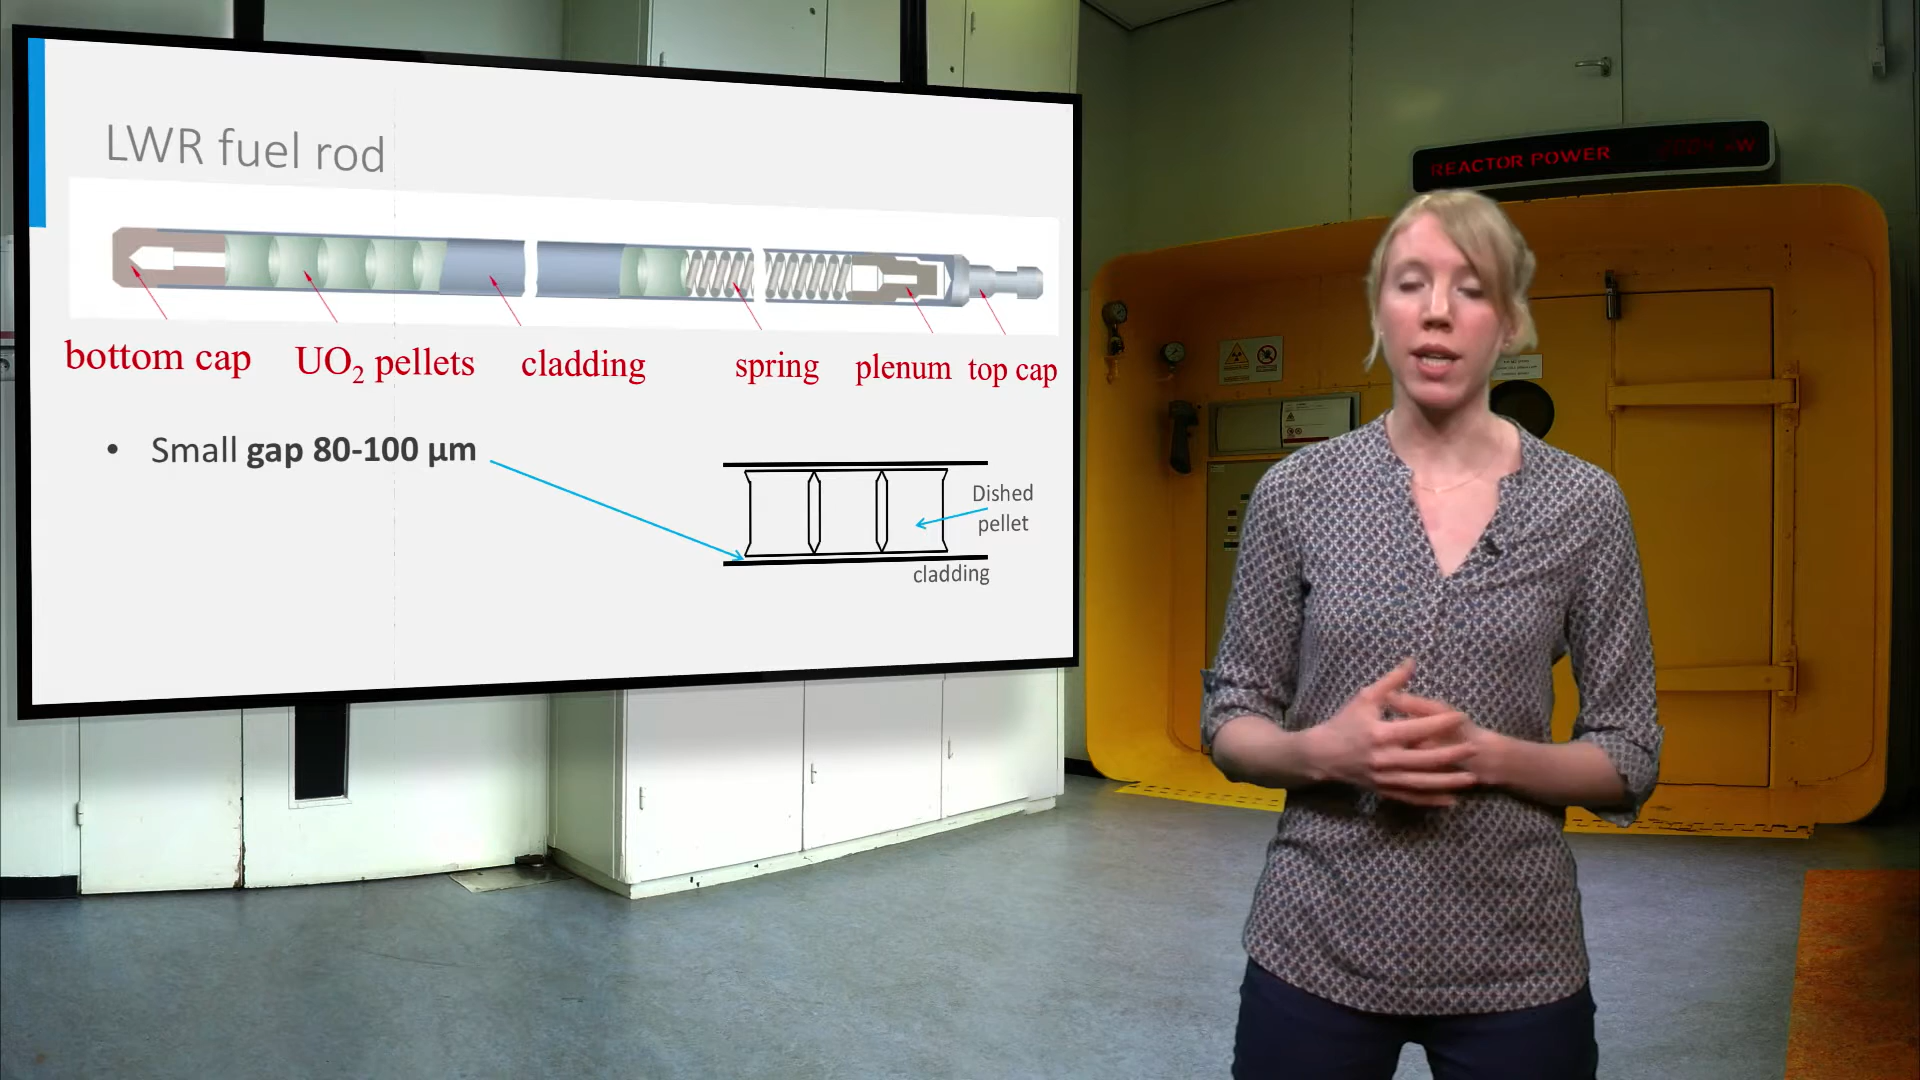 LWR fuel rod
bottom cap
UO₂ pellets
cladding
spring
plenum
top cap
• Small gap 80-100 µm
Dished
pellet
cladding
REACTOR POWER